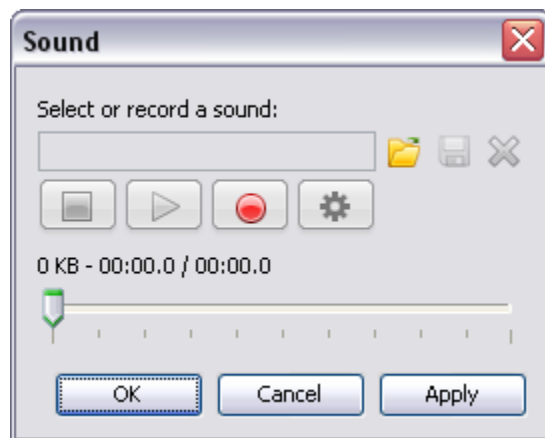 Sound
Select or record a sound:
0 KB - 00:00.0 / 00:00.0
OK Cancel Apply